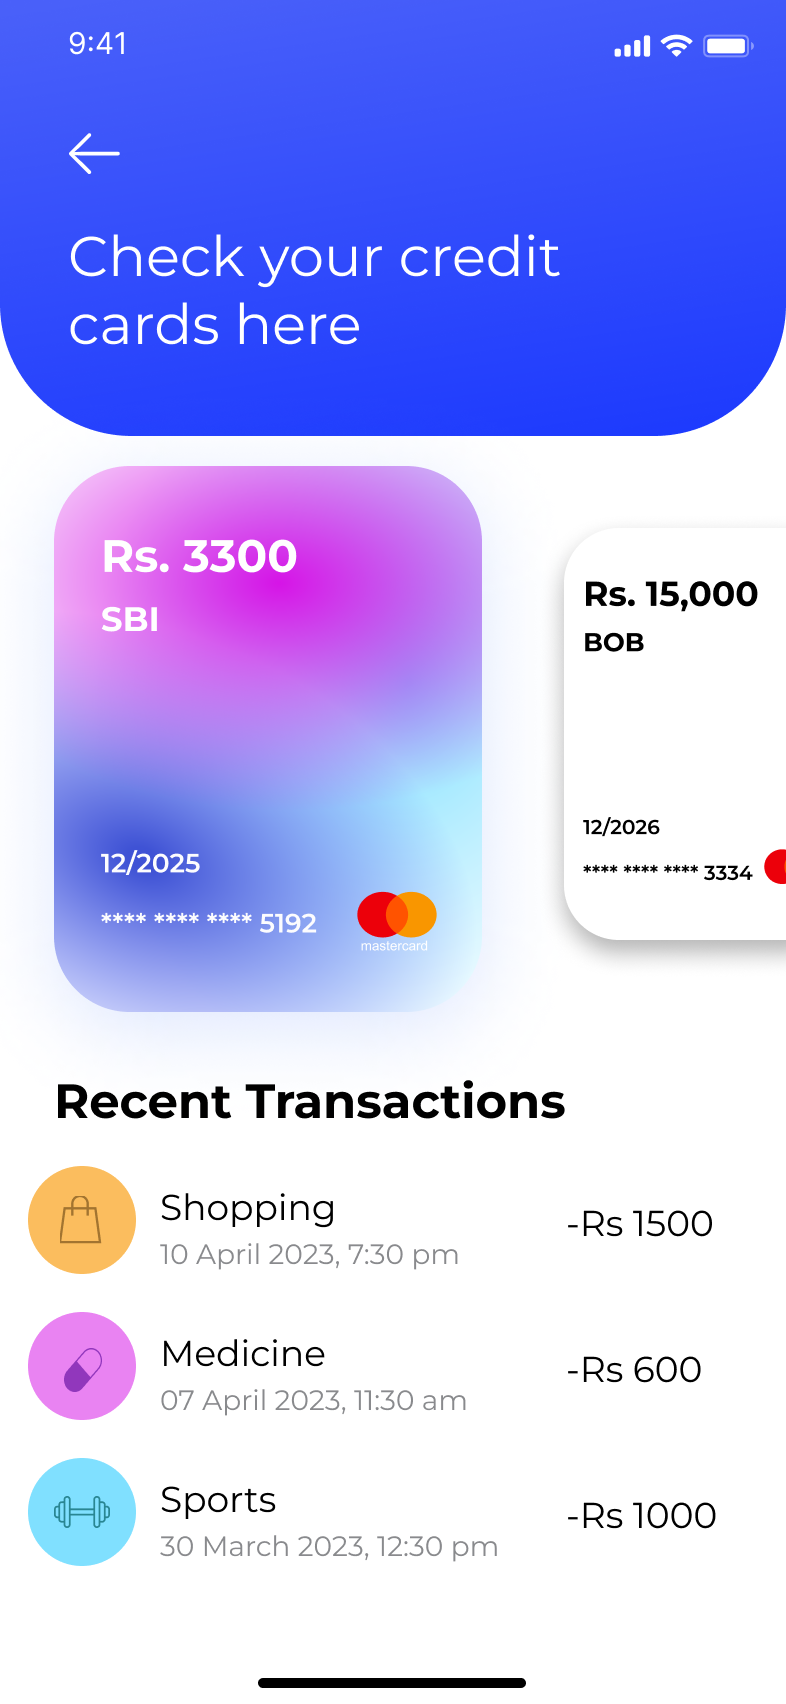 9:41
Check your credit
cards here
Rs. 3300
SBI
12/2025
**** **** **** 5192
mastercard
Rs. 15,000
BOB
12/2026
**** **** **** 3334
Recent Transactions
Shopping
10 April 2023, 7:30 pm
-Rs 1500
Medicine
07 April 2023, 11:30 am
-Rs 600
Sports
30 March 2023, 12:30 pm
-Rs 1000